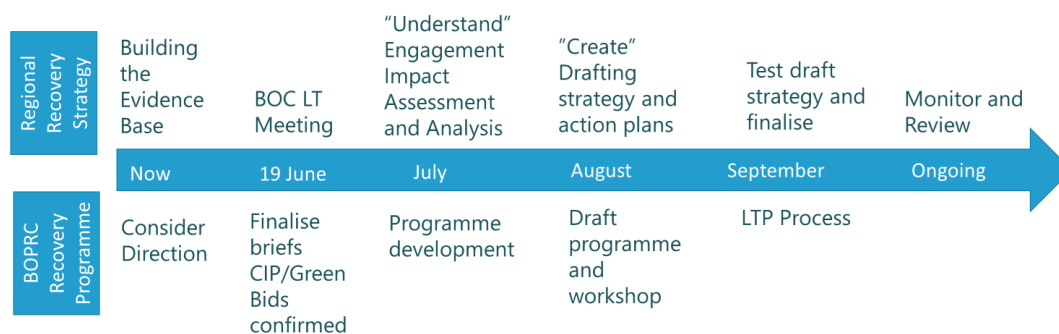 Regional
Recovery
Strategy
Building
the
Evidence
Base
BOC LT
Meeting
"Understand"
Engagement
Impact
Assessment
and Analysis
"Create"
Drafting
strategy and
action plans
Test draft
strategy and
finalise
Monitor and
Review
Now
19 June
July
August
September
Ongoing
BOPRC
Recovery
Programme
Consider
Direction
Finalise
briefs
CIP/Green
Bids
confirmed
Programme
development
Draft
programme
and
workshop
LTP Process